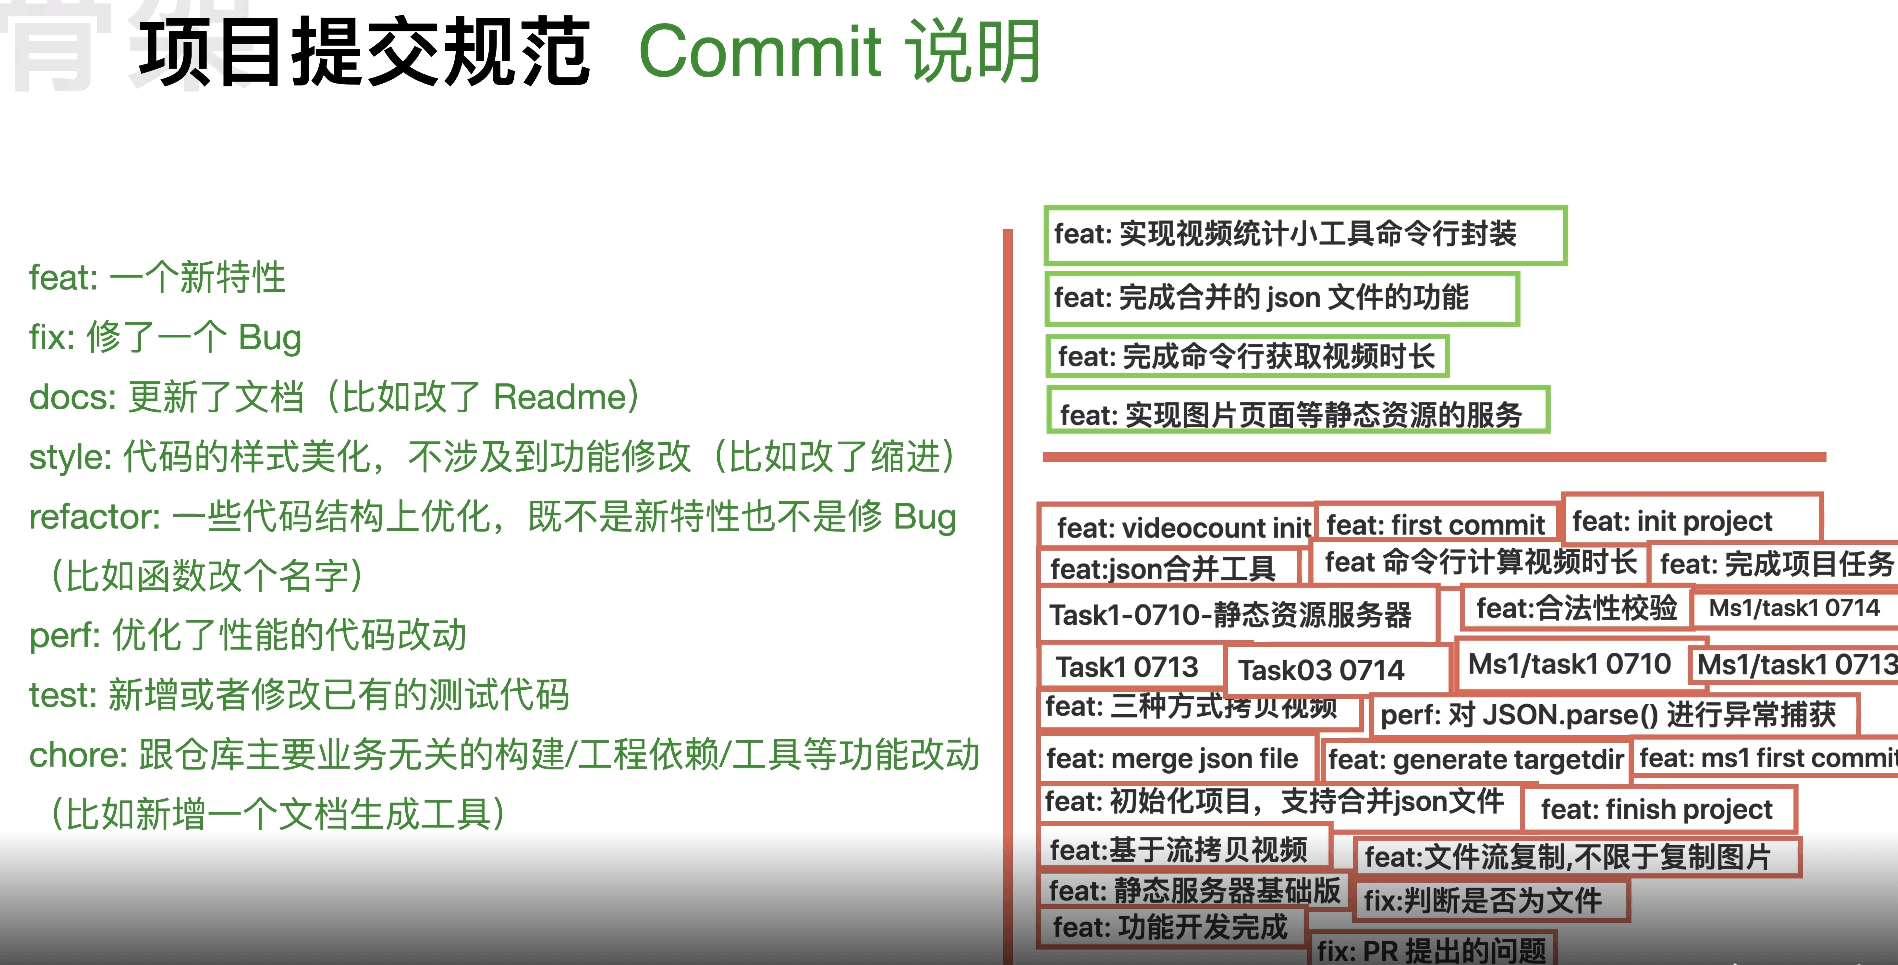 骨架
项目提交规范 Commit 说明
feat: 一个新特性
fix: 修了一个 Bug
docs: 更新了文档（比如改了 Readme）
style: 代码的样式美化，不涉及到功能修改（比如改了缩进）
refactor: 一些代码结构上优化，既不是新特性也不是修 Bug
（比如函数改个名字）
perf: 优化了性能的代码改动
test: 新增或者修改已有的测试代码
chore: 跟仓库主要业务无关的构建/工程依赖/工具等功能改动
（比如新增一个文档生成工具）
feat: 实现视频统计小工具命令行封装
feat: 完成合并的 json 文件的功能
feat: 完成命令行获取视频时长
feat: 实现图片页面等静态资源的服务
feat: videocount init feat: first commit feat: init project
feat:json合并工具 feat 命令行计算视频时长 feat: 完成项目任务
Task1-0710-静态资源服务器 feat:合法性校验 Ms1/task1 0714
Task1 0713 Task03 0714 Ms1/task1 0710 Ms1/task1 0713
feat: 三种方式拷贝视频 perf: 对 JSON.parse() 进行异常捕获
feat: merge json file feat: generate targetdir feat: ms1 first commit
feat: 初始化项目，支持合并json文件 feat: finish project
feat:基于流拷贝视频 feat:文件流复制,不限于复制图片
feat: 静态服务器基础版 fix:判断是否为文件
feat: 功能开发完成 fix: PR 提出的问题